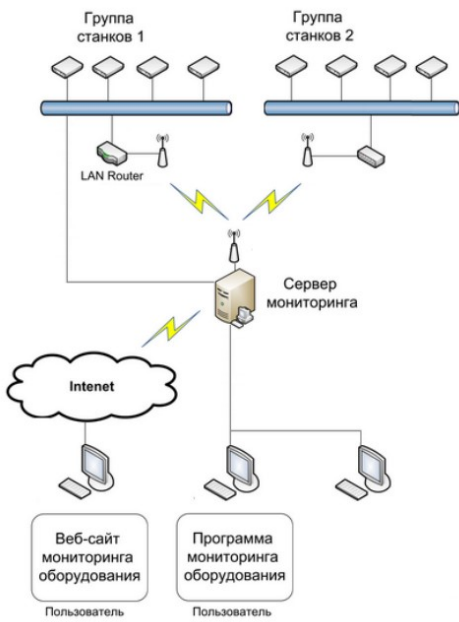 Группа
станков 1
Группа
станков 2
LAN Router
Сервер
мониторинга
Intenet
Веб-сайт
мониторинга
оборудования
Программа
мониторинга
оборудования
Пользователь
Пользователь